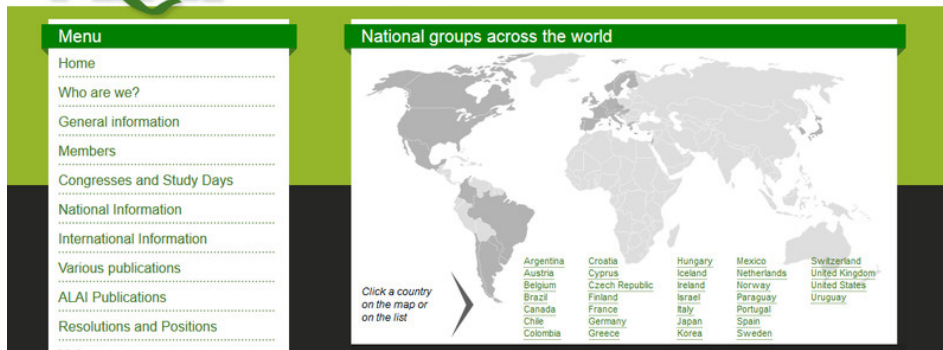 Menu
Home
Who are we?
General information
Members
Congresses and Study Days
National Information
International Information
Various publications
ALAI Publications
Resolutions and Positions
National groups across the world
Click a country
on the map or
on the list
Argentina
Austria
Belgium
Brazil
Canada
Chile
Colombia
Croatia
Cyprus
Czech Republic
Finland
France
Germany
Greece
Hungary
Iceland
Ireland
Israel
Italy
Japan
Korea
Mexico
Netherlands
Norway
Paraguay
Portugal
Spain
Sweden
Switzerland
United Kingdom
United States
Uruguay